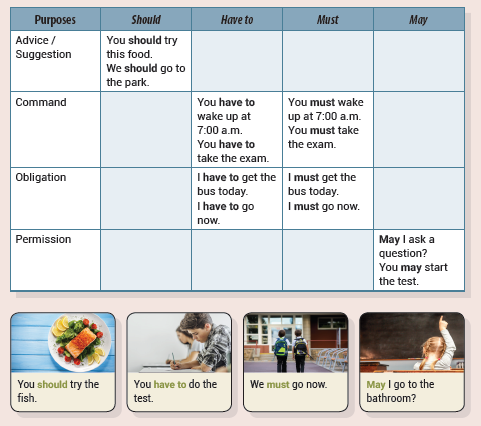 Purposes Should Have to Must May
Advice /
Suggestion
You should try
this food.
We should go to
the park.
Command
You have to
wake up at
7:00 a.m.
You have to
take the exam.
You must wake
up at 7:00 a.m.
You must take
the exam.
Obligation
I have to get the
bus today.
I have to go
now.
I must get the
bus today.
I must go now.
Permission
May I ask a
question?
You may start
the test.
You should try the
fish.
You have to do the
test.
We must go now.
May I go to the
bathroom?